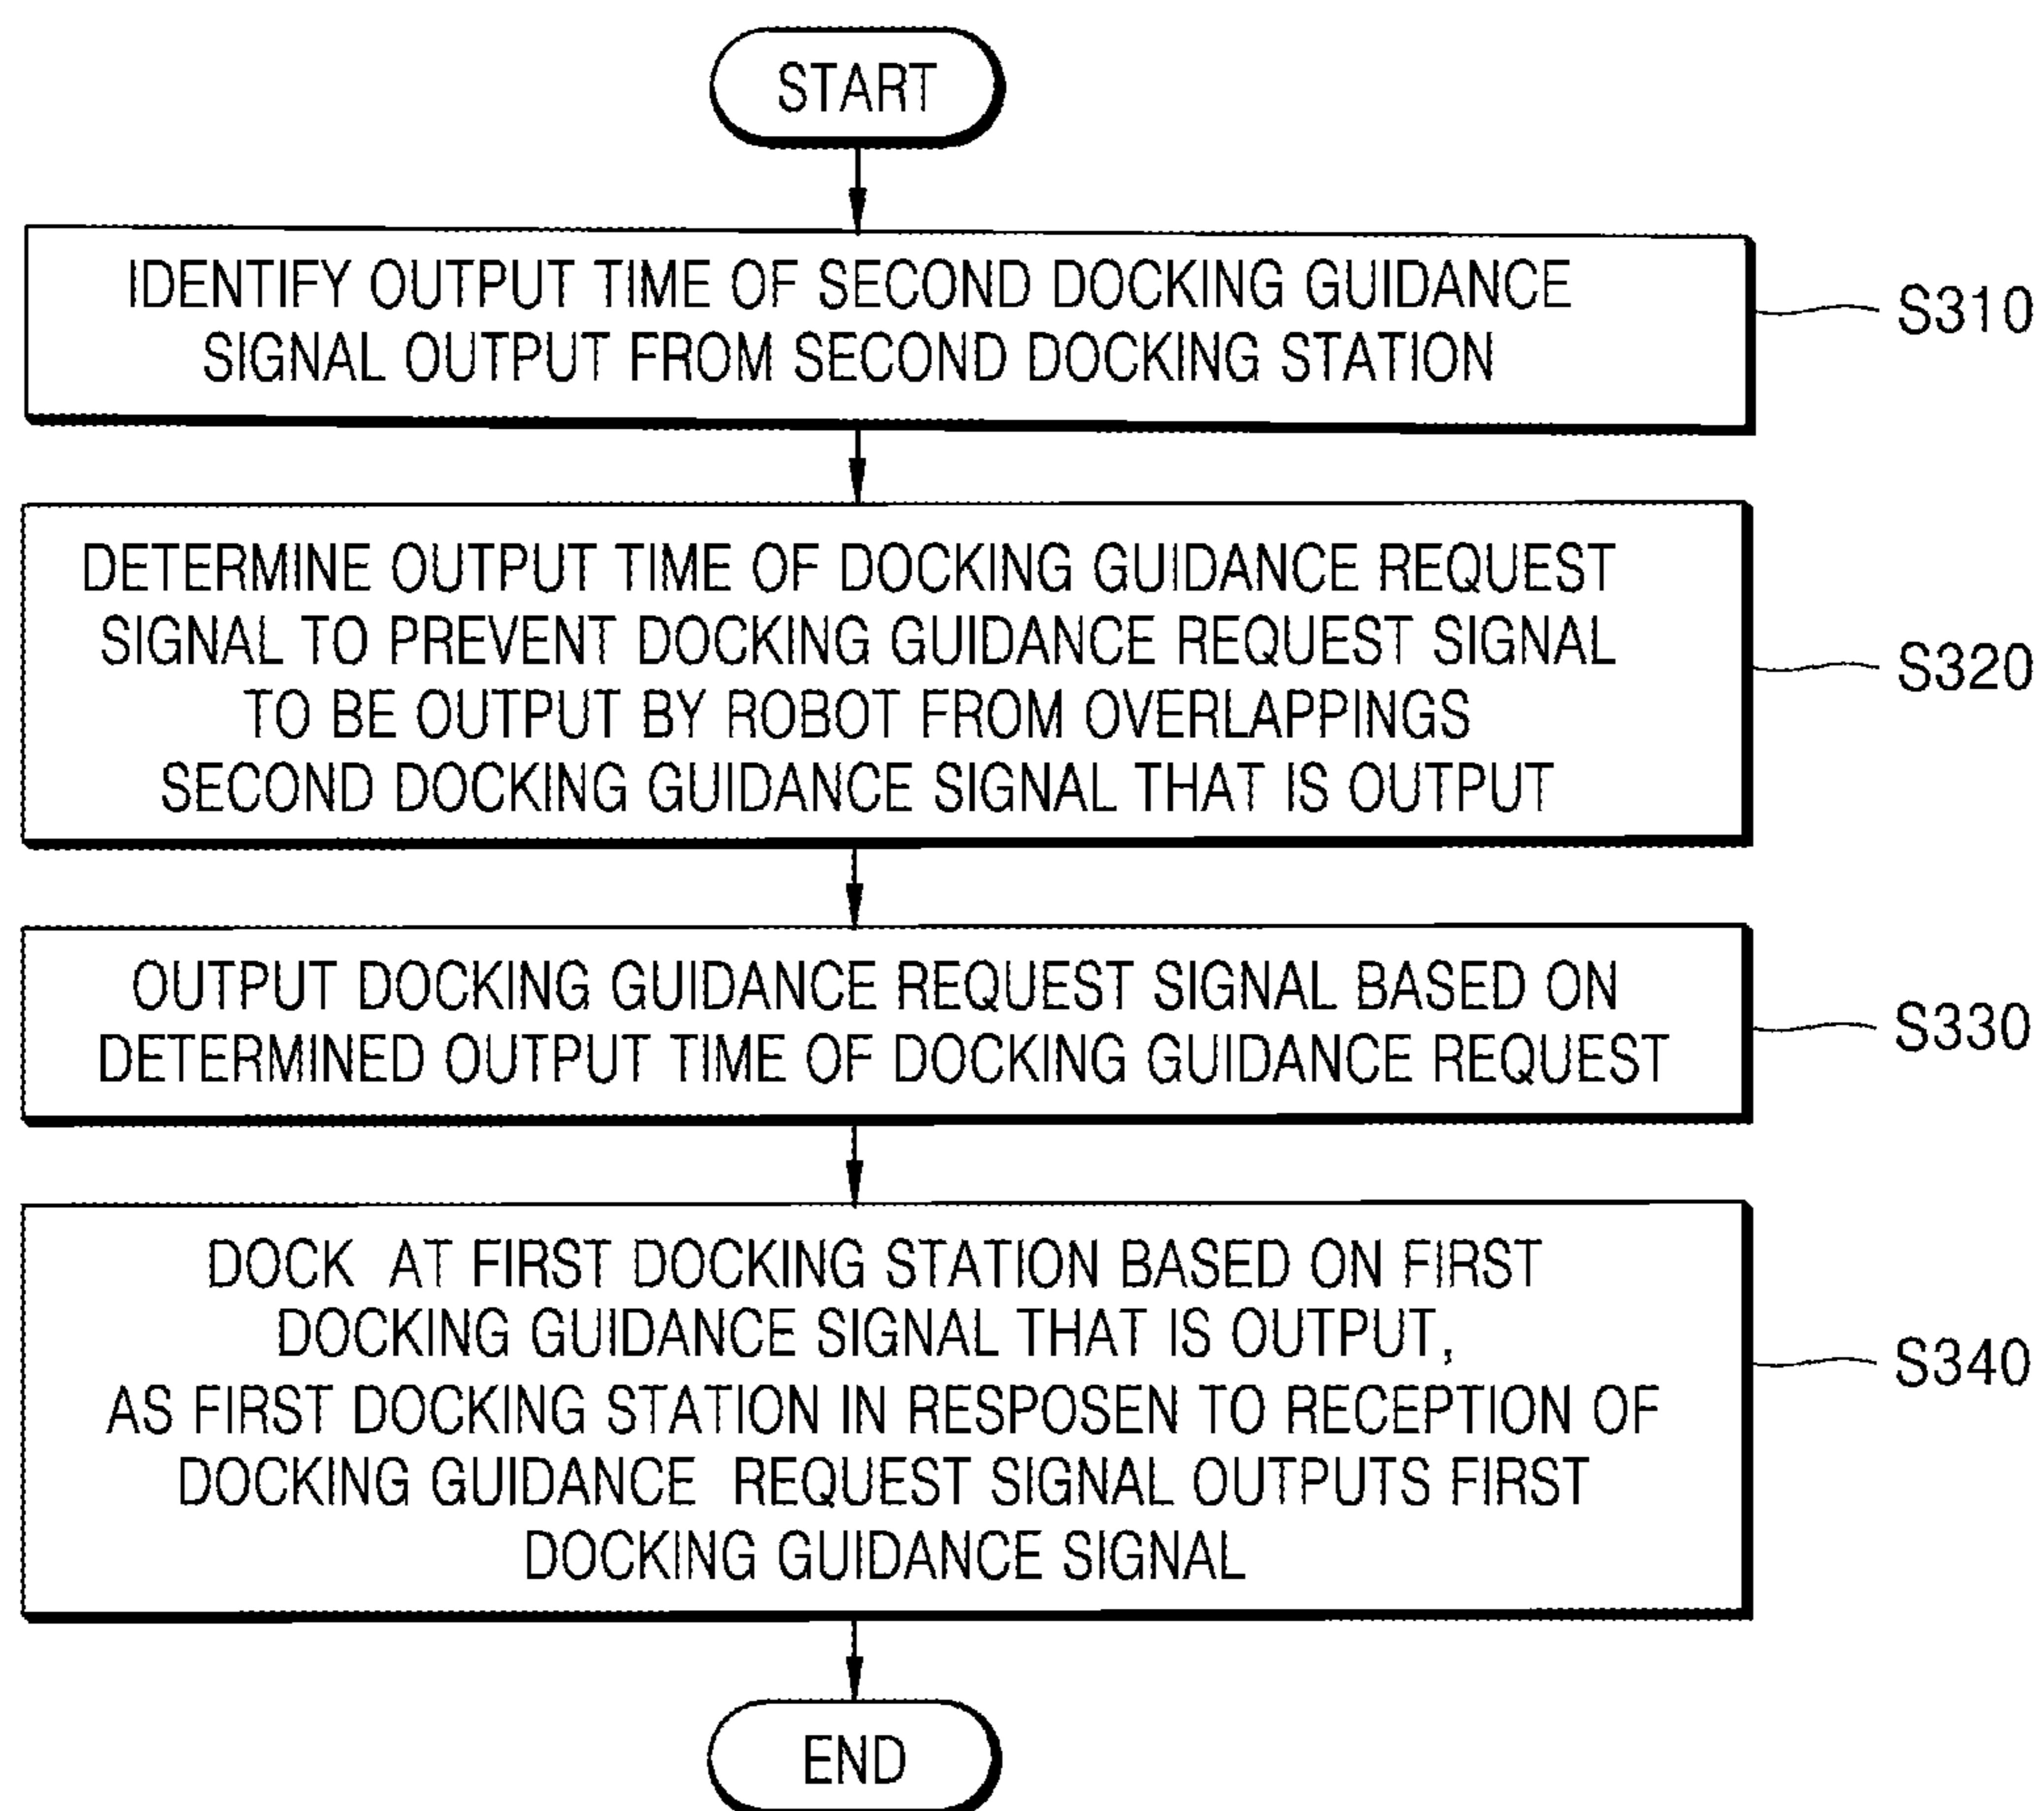 START
IDENTIFY OUTPUT TIME OF SECOND DOCKING GUIDANCE
SIGNAL OUTPUT FROM SECOND DOCKING STATION
S310
DETERMINE OUTPUT TIME OF DOCKING GUIDANCE REQUEST
SIGNAL TO PREVENT DOCKING GUIDANCE REQUEST SIGNAL
TO BE OUTPUT BY ROBOT FROM OVERLAPPINGS
SECOND DOCKING GUIDANCE SIGNAL THAT IS OUTPUT
S320
OUTPUT DOCKING GUIDANCE REQUEST SIGNAL BASED ON
DETERMINED OUTPUT TIME OF DOCKING GUIDANCE REQUEST
S330
DOCK AT FIRST DOCKING STATION BASED ON FIRST
DOCKING GUIDANCE SIGNAL THAT IS OUTPUT,
AS FIRST DOCKING STATION IN RESPOSEN TO RECEPTION OF
DOCKING GUIDANCE REQUEST SIGNAL OUTPUTS FIRST
DOCKING GUIDANCE SIGNAL
S340
END